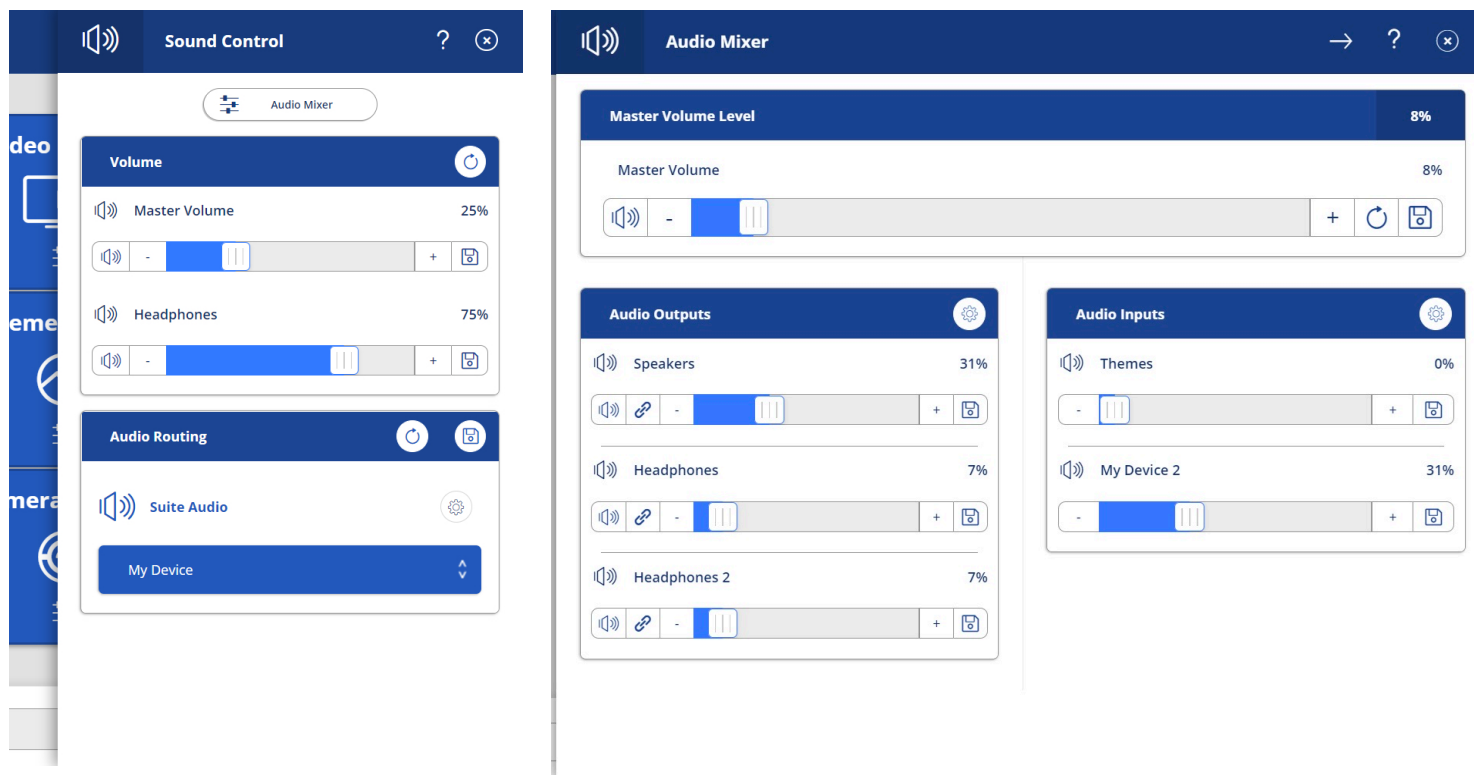 Sound Control
?
Audio Mixer
Volume
Master Volume 25%
- +
Headphones 75%
- +
Audio Routing
Suite Audio
My Device
deo
eme
mera
Audio Mixer
?
Master Volume Level 8%
Master Volume 8%
- +
Audio Outputs
Speakers 31%
- +
Headphones 7%
- +
Headphones 2 7%
- +
Audio Inputs
Themes 0%
- +
My Device 2 31%
- +